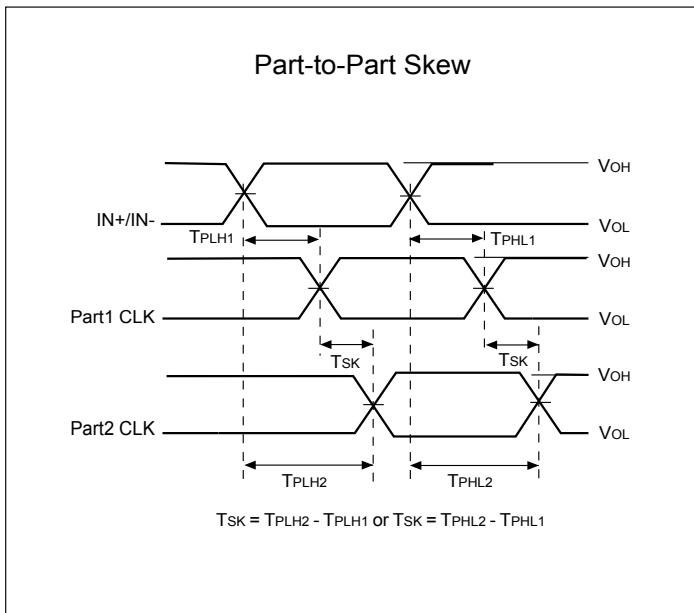 Part-to-Part Skew
VOH
IN+/IN-
VOL
TPLH1
TPHL1
VOH
Part1 CLK
VOL
TSK
TSK
VOH
Part2 CLK
VOL
TPLH2
TPHL2
TSK = TPLH2 - TPLH1 or TSK = TPHL2 - TPHL1